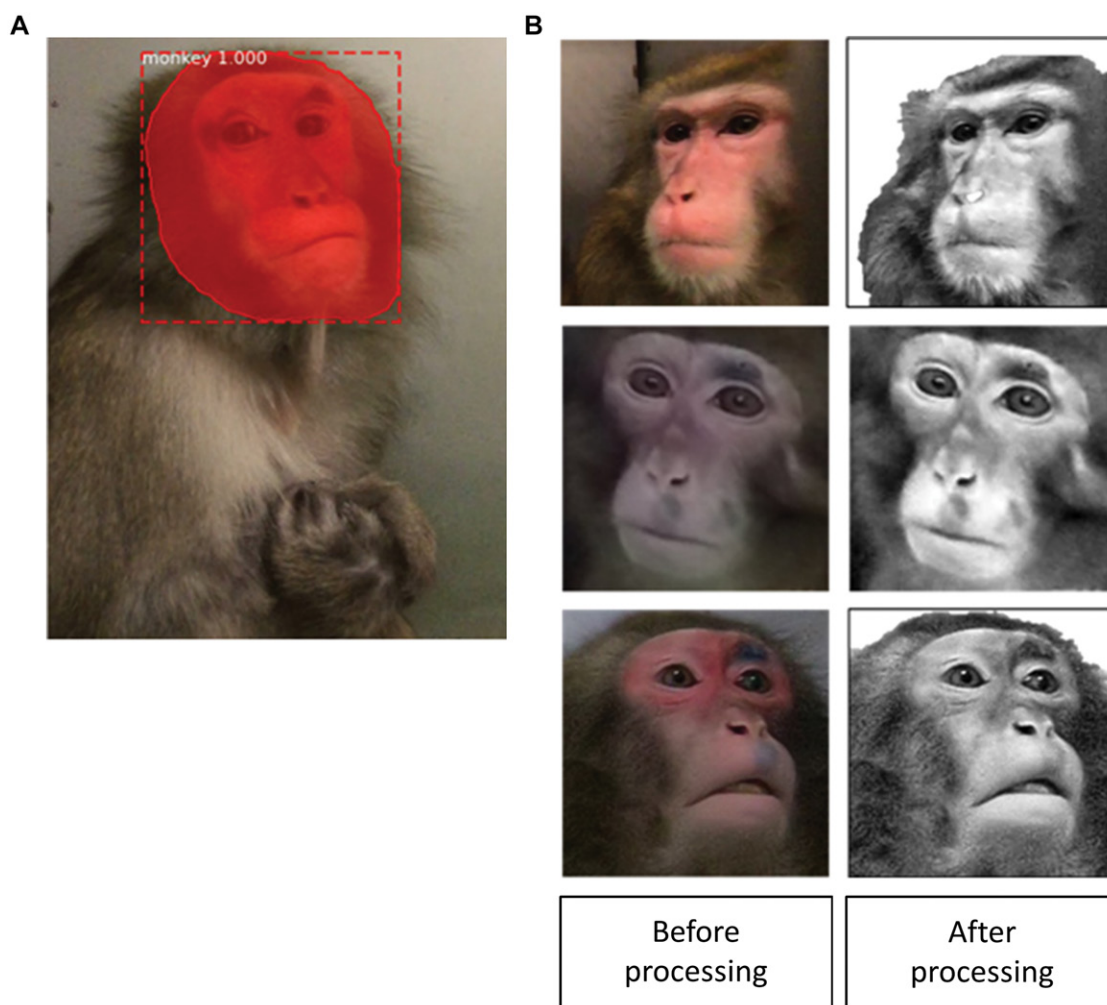 A
B
monkey 1.000
Before
processing
After
processing